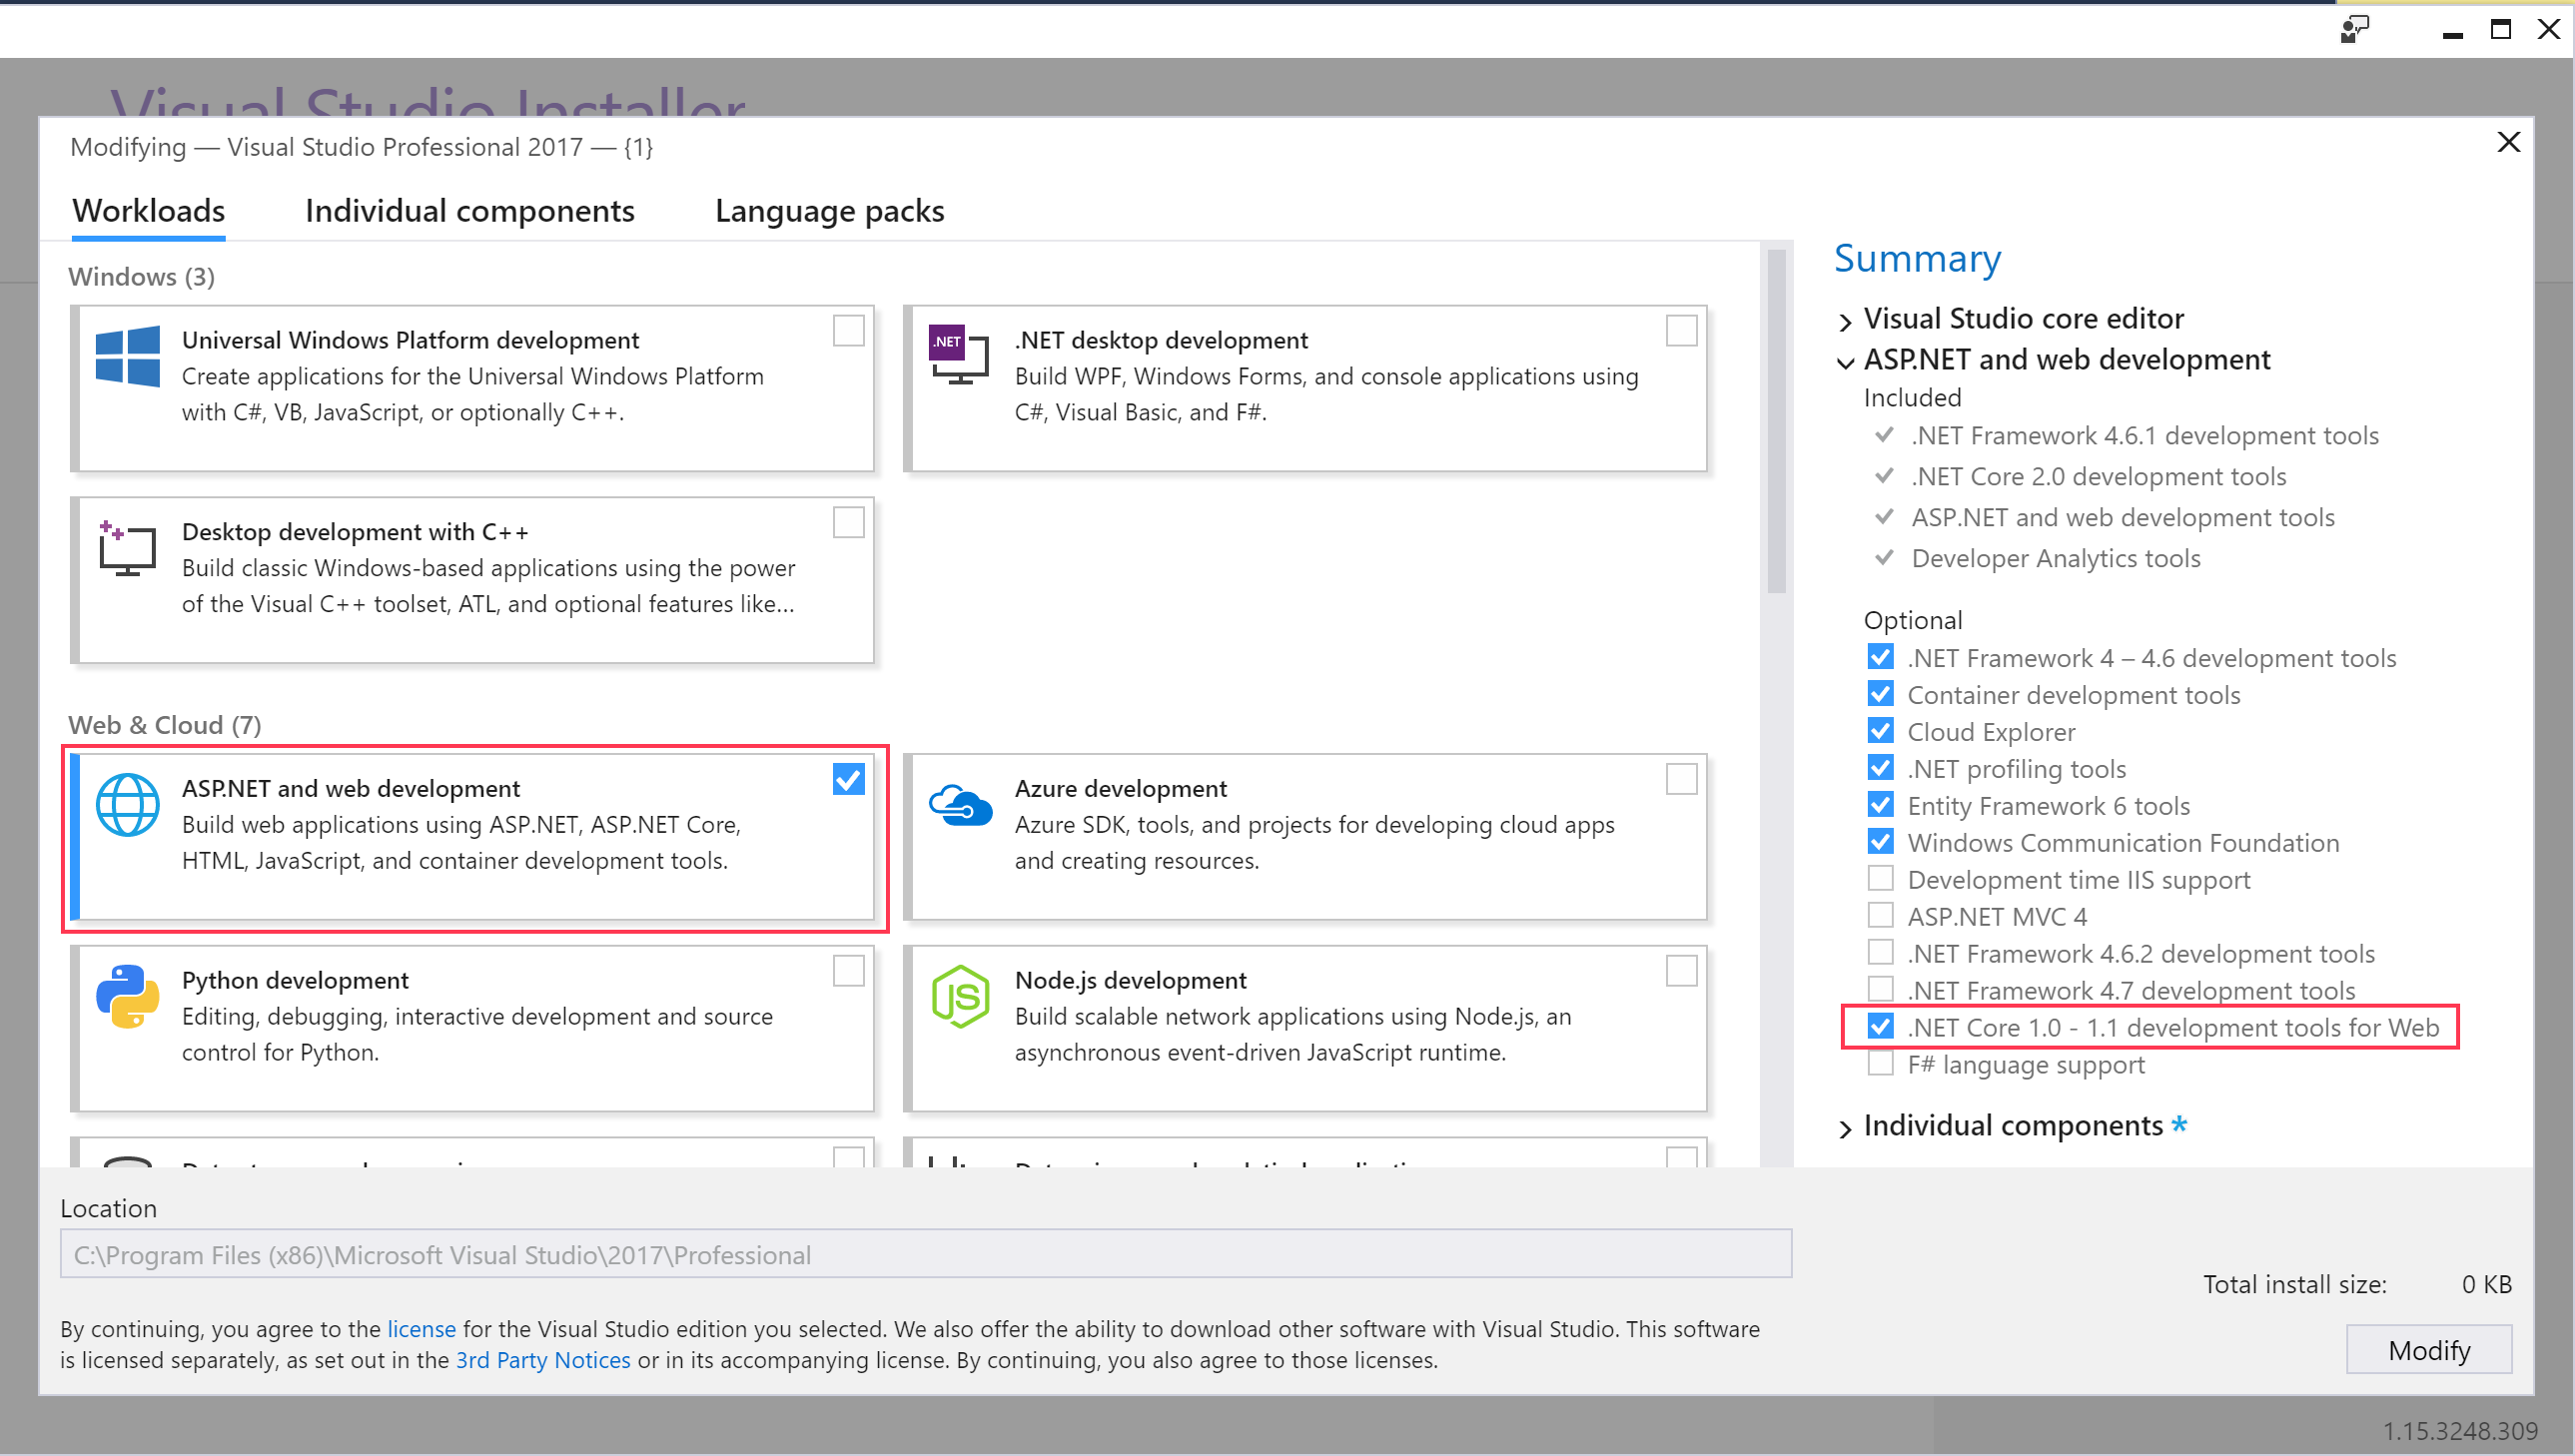 Visual Studio Installer
Modifying — Visual Studio Professional 2017 — {1}
Workloads
Individual components
Language packs
Windows (3)
Universal Windows Platform development
Create applications for the Universal Windows Platform
with C#, VB, JavaScript, or optionally C++.
.NET
.NET desktop development
Build WPF, Windows Forms, and console applications using
C#, Visual Basic, and F#.
Desktop development with C++
Build classic Windows-based applications using the power
of the Visual C++ toolset, ATL, and optional features like...
Web & Cloud (7)
ASP.NET and web development
Build web applications using ASP.NET, ASP.NET Core,
HTML, JavaScript, and container development tools.
Azure development
Azure SDK, tools, and projects for developing cloud apps
and creating resources.
Python development
Editing, debugging, interactive development and source
control for Python.
JS
Node.js development
Build scalable network applications using Node.js, an
asynchronous event-driven JavaScript runtime.
Summary
Visual Studio core editor
ASP.NET and web development
Included
.NET Framework 4.6.1 development tools
.NET Core 2.0 development tools
ASP.NET and web development tools
Developer Analytics tools
Optional
.NET Framework 4 – 4.6 development tools
Container development tools
Cloud Explorer
.NET profiling tools
Entity Framework 6 tools
Windows Communication Foundation
Development time IIS support
ASP.NET MVC 4
.NET Framework 4.6.2 development tools
.NET Framework 4.7 development tools
.NET Core 1.0 - 1.1 development tools for Web
F# language support
Individual components *
Location
C:\Program Files (x86)\Microsoft Visual Studio\2017\Professional
By continuing, you agree to the license for the Visual Studio edition you selected. We also offer the ability to download other software with Visual Studio. This software
is licensed separately, as set out in the 3rd Party Notices or in its accompanying license. By continuing, you also agree to those licenses.
Total install size: 0 KB
Modify
1.15.3248.309